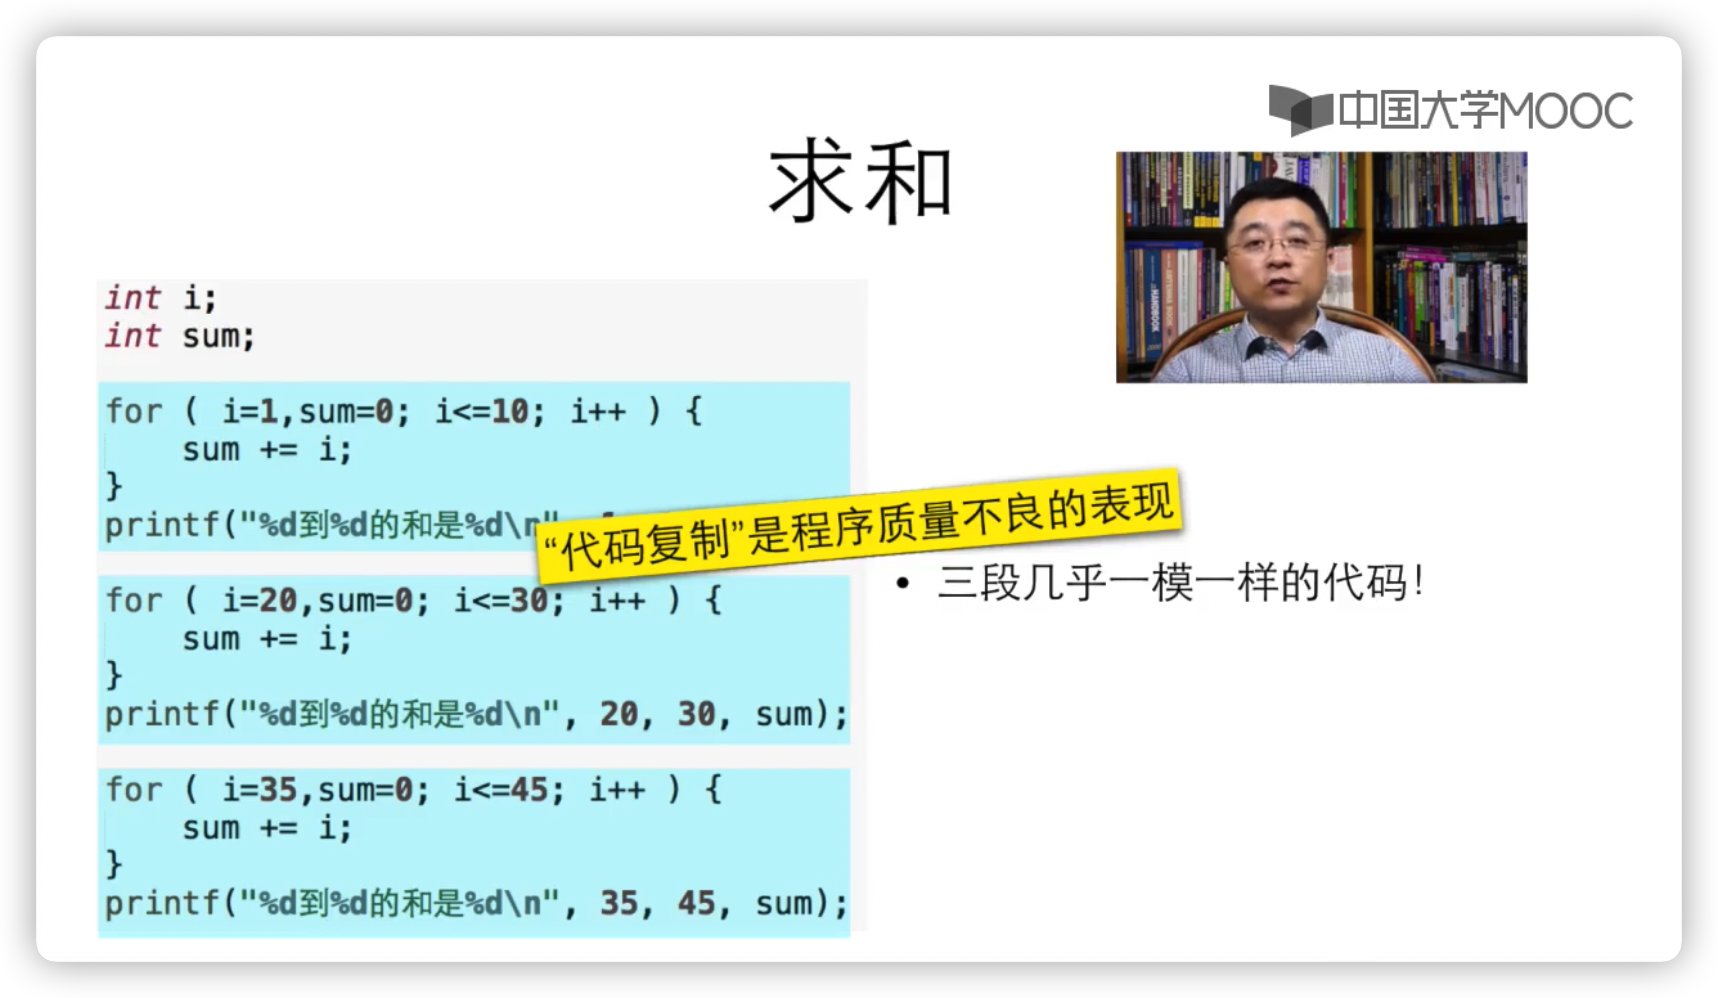 中国大学MOOC
求和
int i;
int sum;
for ( i=1,sum=0; i<=10; i++ ) {
sum += i;
}
printf("%d到%d的和是%d\n"
“代码复制”是程序质量不良的表现
• 三段几乎一模一样的代码！
for ( i=20,sum=0; i<=30; i++ ) {
sum += i;
}
printf("%d到%d的和是%d\n", 20, 30, sum);
for ( i=35,sum=0; i<=45; i++ ) {
sum += i;
}
printf("%d到%d的和是%d\n", 35, 45, sum);